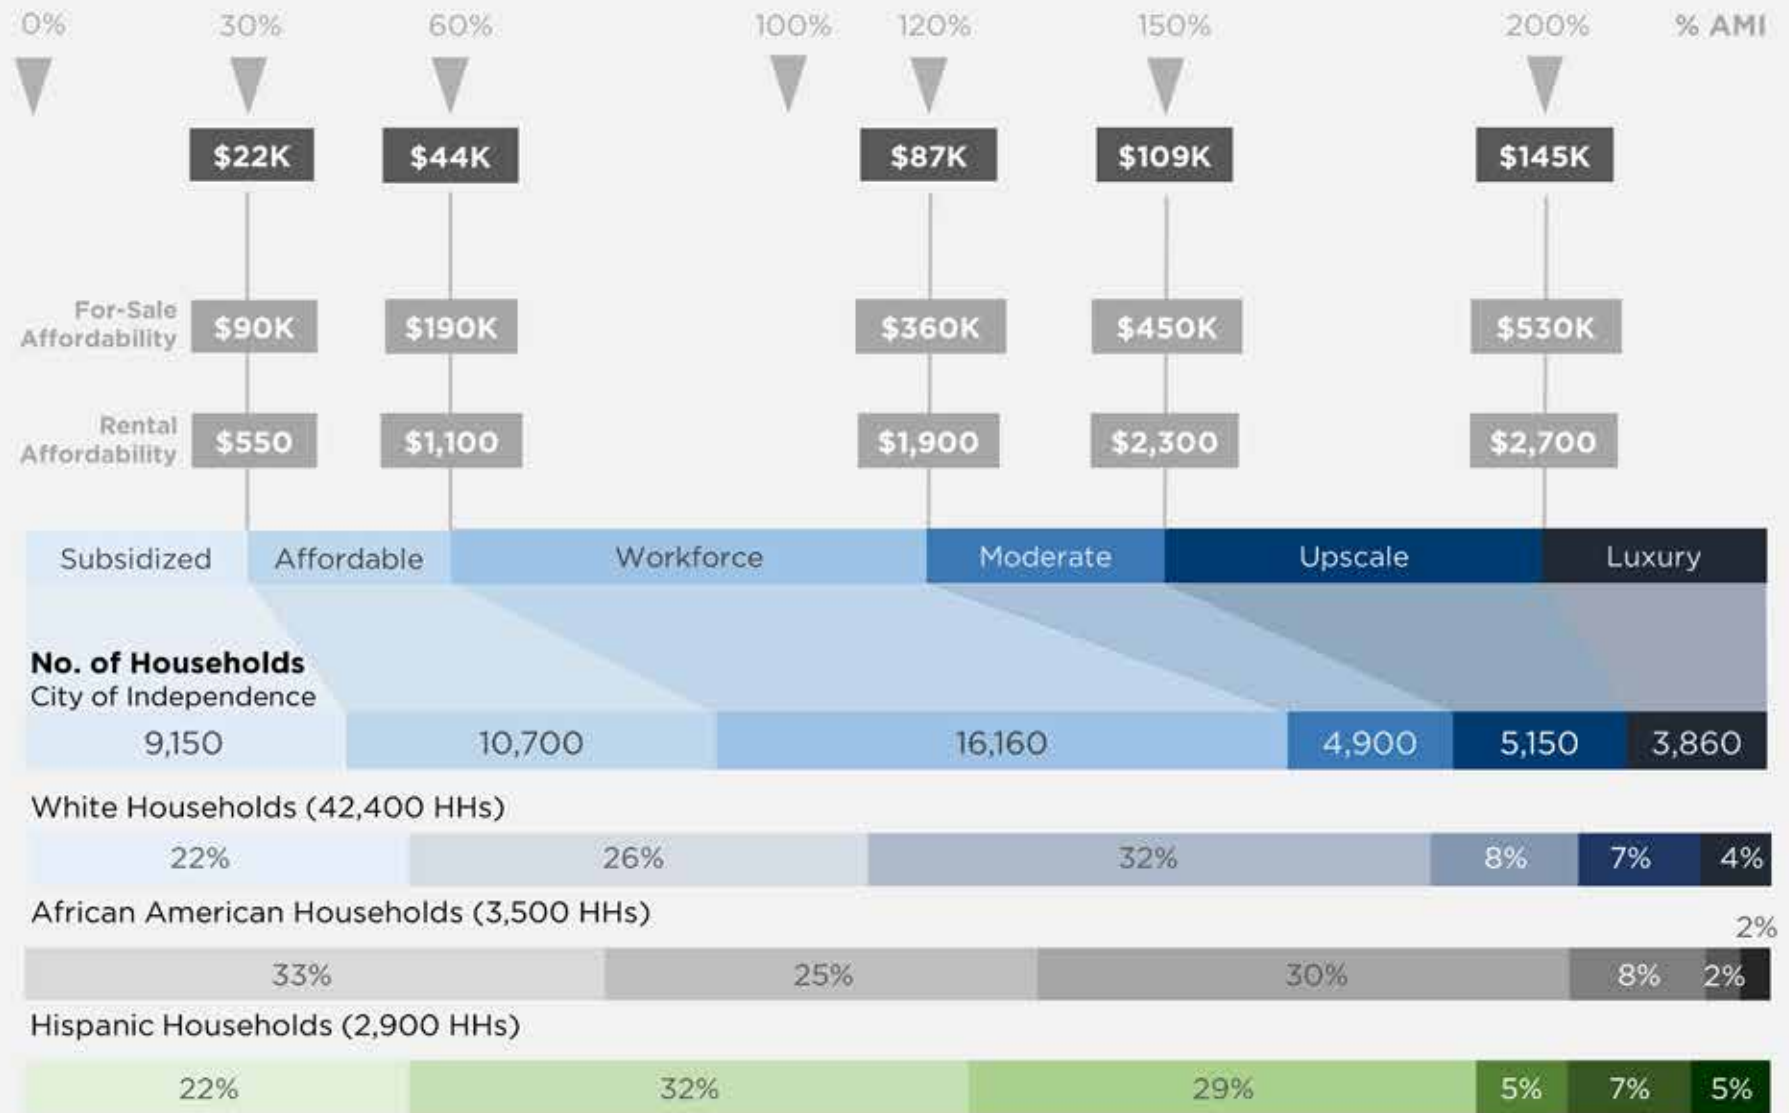 0% 30% 60% 100% 120% 150% 200% % AMI
$22K $44K $87K $109K $145K
For-Sale
Affordability
$90K $190K $360K $450K $530K
Rental
Affordability
$550 $1,100 $1,900 $2,300 $2,700
Subsidized Affordable Workforce Moderate Upscale Luxury
No. of Households
City of Independence
9,150 10,700 16,160 4,900 5,150 3,860
White Households (42,400 HHs)
22% 26% 32% 8% 7% 4%
African American Households (3,500 HHs)
2%
33% 25% 30% 8% 2%
Hispanic Households (2,900 HHs)
22% 32% 29% 5% 7% 5%